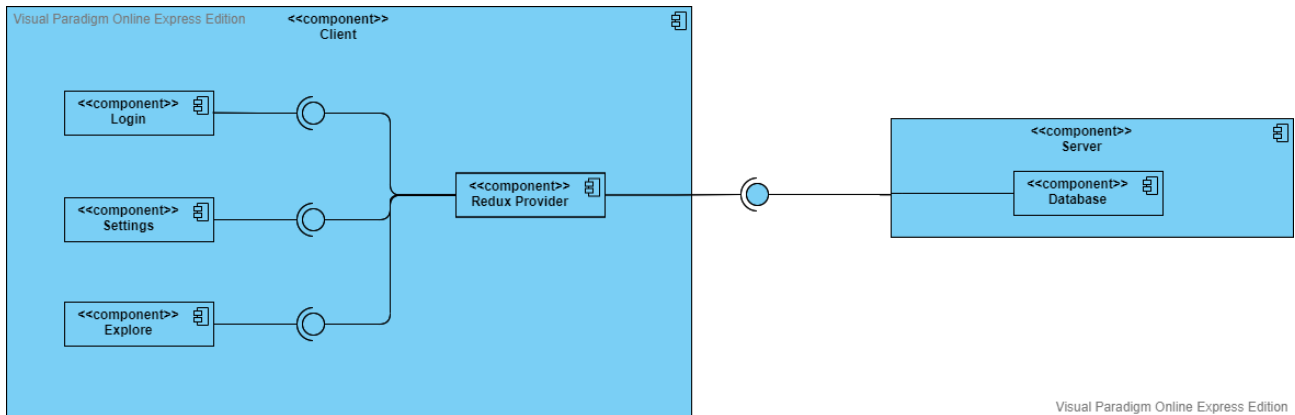 Visual Paradigm Online Express Edition
<<component>>
Client
<<component>>
Login
<<component>>
Settings
<<component>>
Explore
<<component>>
Redux Provider
<<component>>
Server
<<component>>
Database
Visual Paradigm Online Express Edition